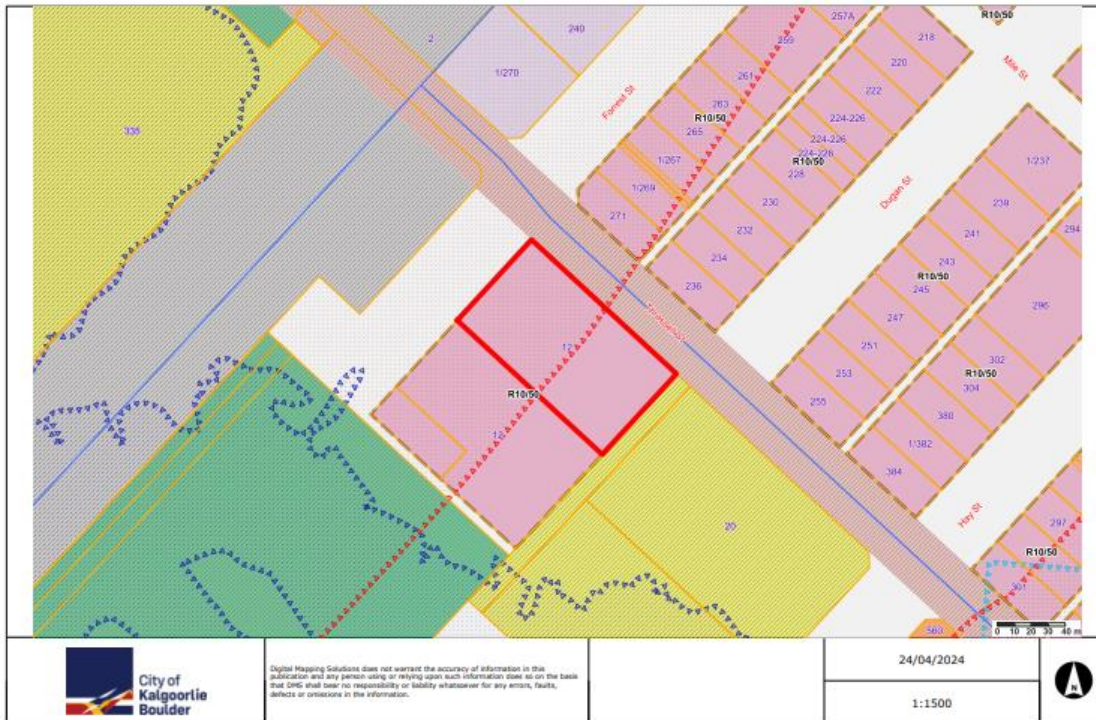 2
240
1/270
338
Forrest St
257A
259
261
263
R10/50
265
1/267
1/269
271
R10/50
218
220
222
224-226
224-226
224-226
R10/50
228
230
232
234
236
Mile St
Dugan St
1/237
239
241
243
R10/50
245
247
251
253
255
294
296
302
R10/50
304
380
1/382
384
Hay St
297
R10/50
301
12
R10/50
20
560
0 10 20 30 40 m
City of
Kalgoorlie
Boulder
Digital Mapping Solutions does not warrant the accuracy of information in this
publication and any person using or relying upon such information does so on the basis
that DMS shall bear no responsibility or liability whatsoever for any errors, faults,
defects or omissions in the information.
24/04/2024
1:1500
N